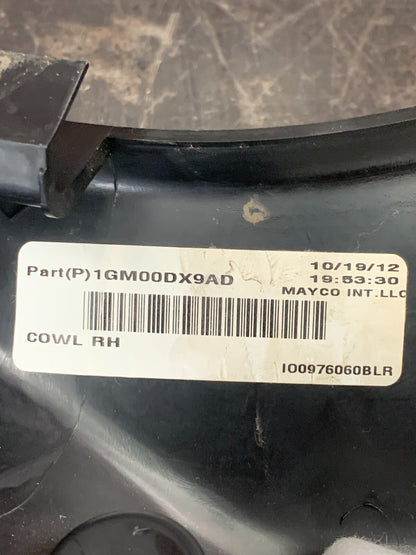 Part(P)1GM00DX9AD
10/19/12
19:53:30
MAYCO INT.LLC
COWL RH
I00976060BLR